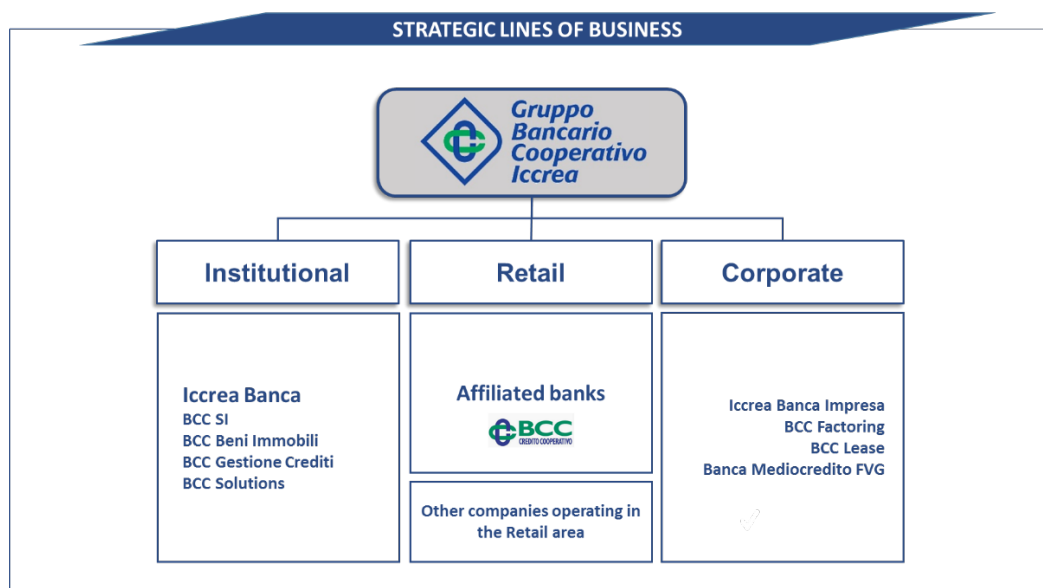 STRATEGIC LINES OF BUSINESS
Gruppo
Bancario
Cooperativo
Iccrea
Institutional
Retail
Corporate
Iccrea Banca
BCC SI
BCC Beni Immobili
BCC Gestione Crediti
BCC Solutions
Affiliated banks
BCC
CREDITO COOPERATIVO
Other companies operating in
the Retail area
Iccrea Banca Impresa
BCC Factoring
BCC Lease
Banca Mediocredito FVG